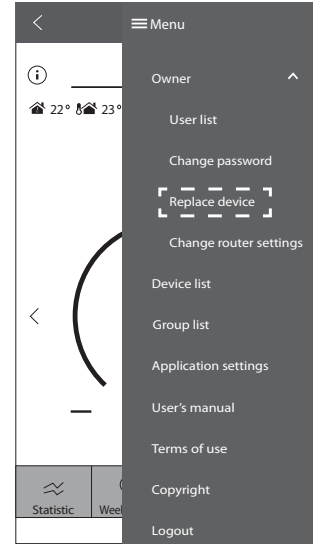 Menu
22° 23°
Owner
User list
Change password
Replace device
Change router settings
Device list
Group list
Application settings
User's manual
Terms of use
Copyright
Logout
Statistic